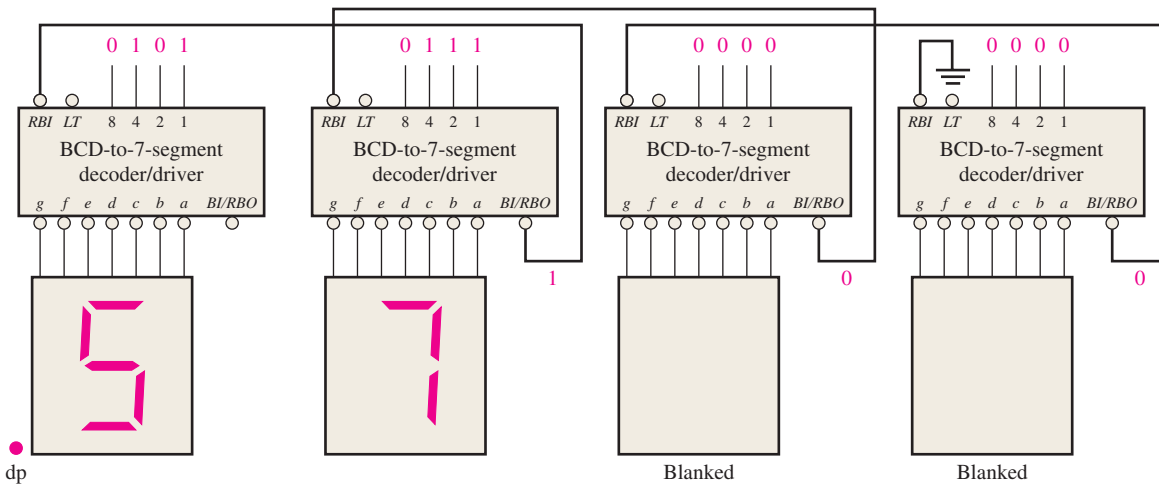 0 1 0 1 0 1 1 1 0 0 0 0 0 0 0 0
RBI LT 8 4 2 1 RBI LT 8 4 2 1 RBI LT 8 4 2 1 RBI LT 8 4 2 1
BCD-to-7-segment BCD-to-7-segment BCD-to-7-segment BCD-to-7-segment
decoder/driver decoder/driver decoder/driver decoder/driver
g f e d c b a BI/RBO g f e d c b a BI/RBO g f e d c b a BI/RBO g f e d c b a BI/RBO
1 0 0
5 7
dp Blanked Blanked